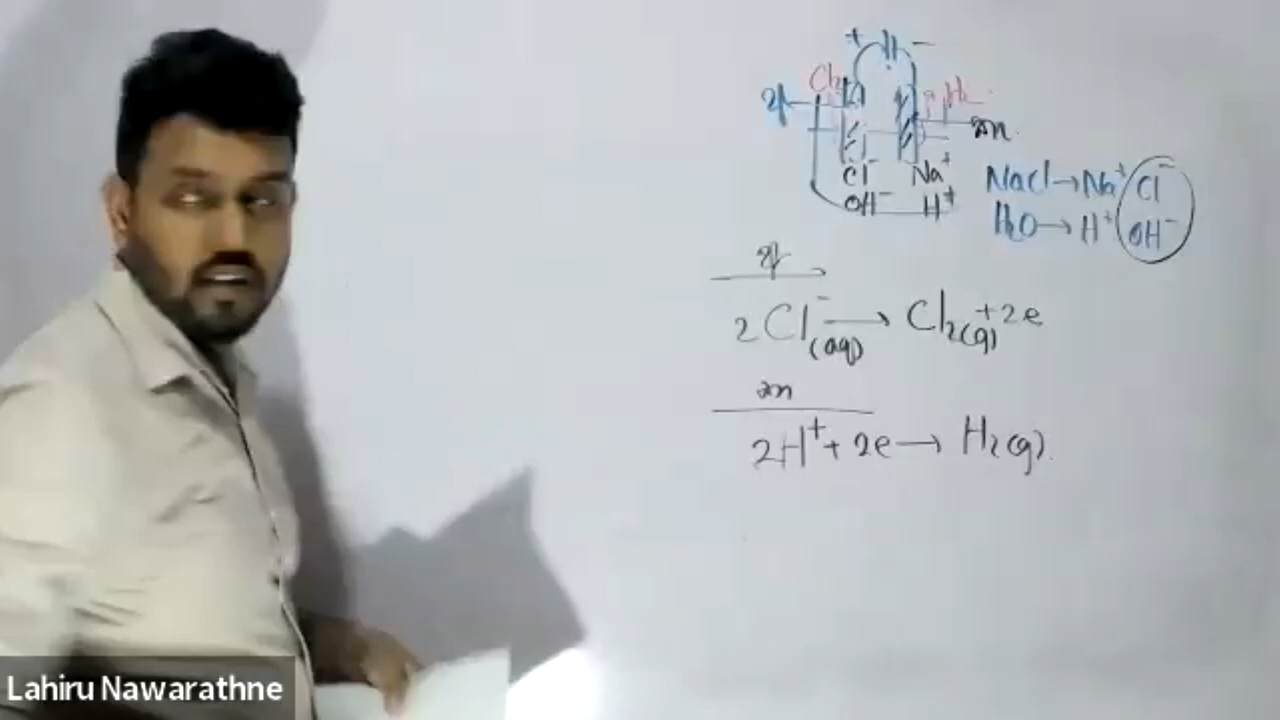 + −
Cl₂ H₂
Cl⁻ Na⁺
OH⁻ H⁺
NaCl → Na⁺ Cl⁻
H₂O → H⁺ OH⁻
2Cl⁻(aq) → Cl₂(g) + 2e
2H⁺ + 2e → H₂(g).
Lahiru Nawarathne